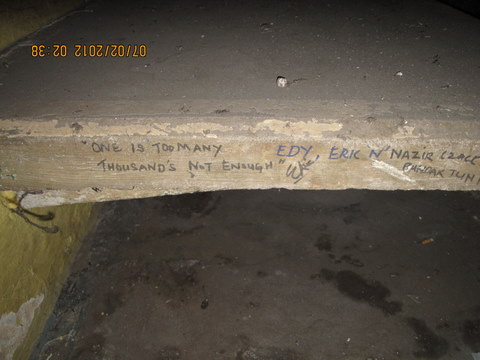 07/02/2012 02:38
"ONE IS TOO MANY
THOUSAND'S NOT ENOUGH"
EDY, ERIK N' NAZIR